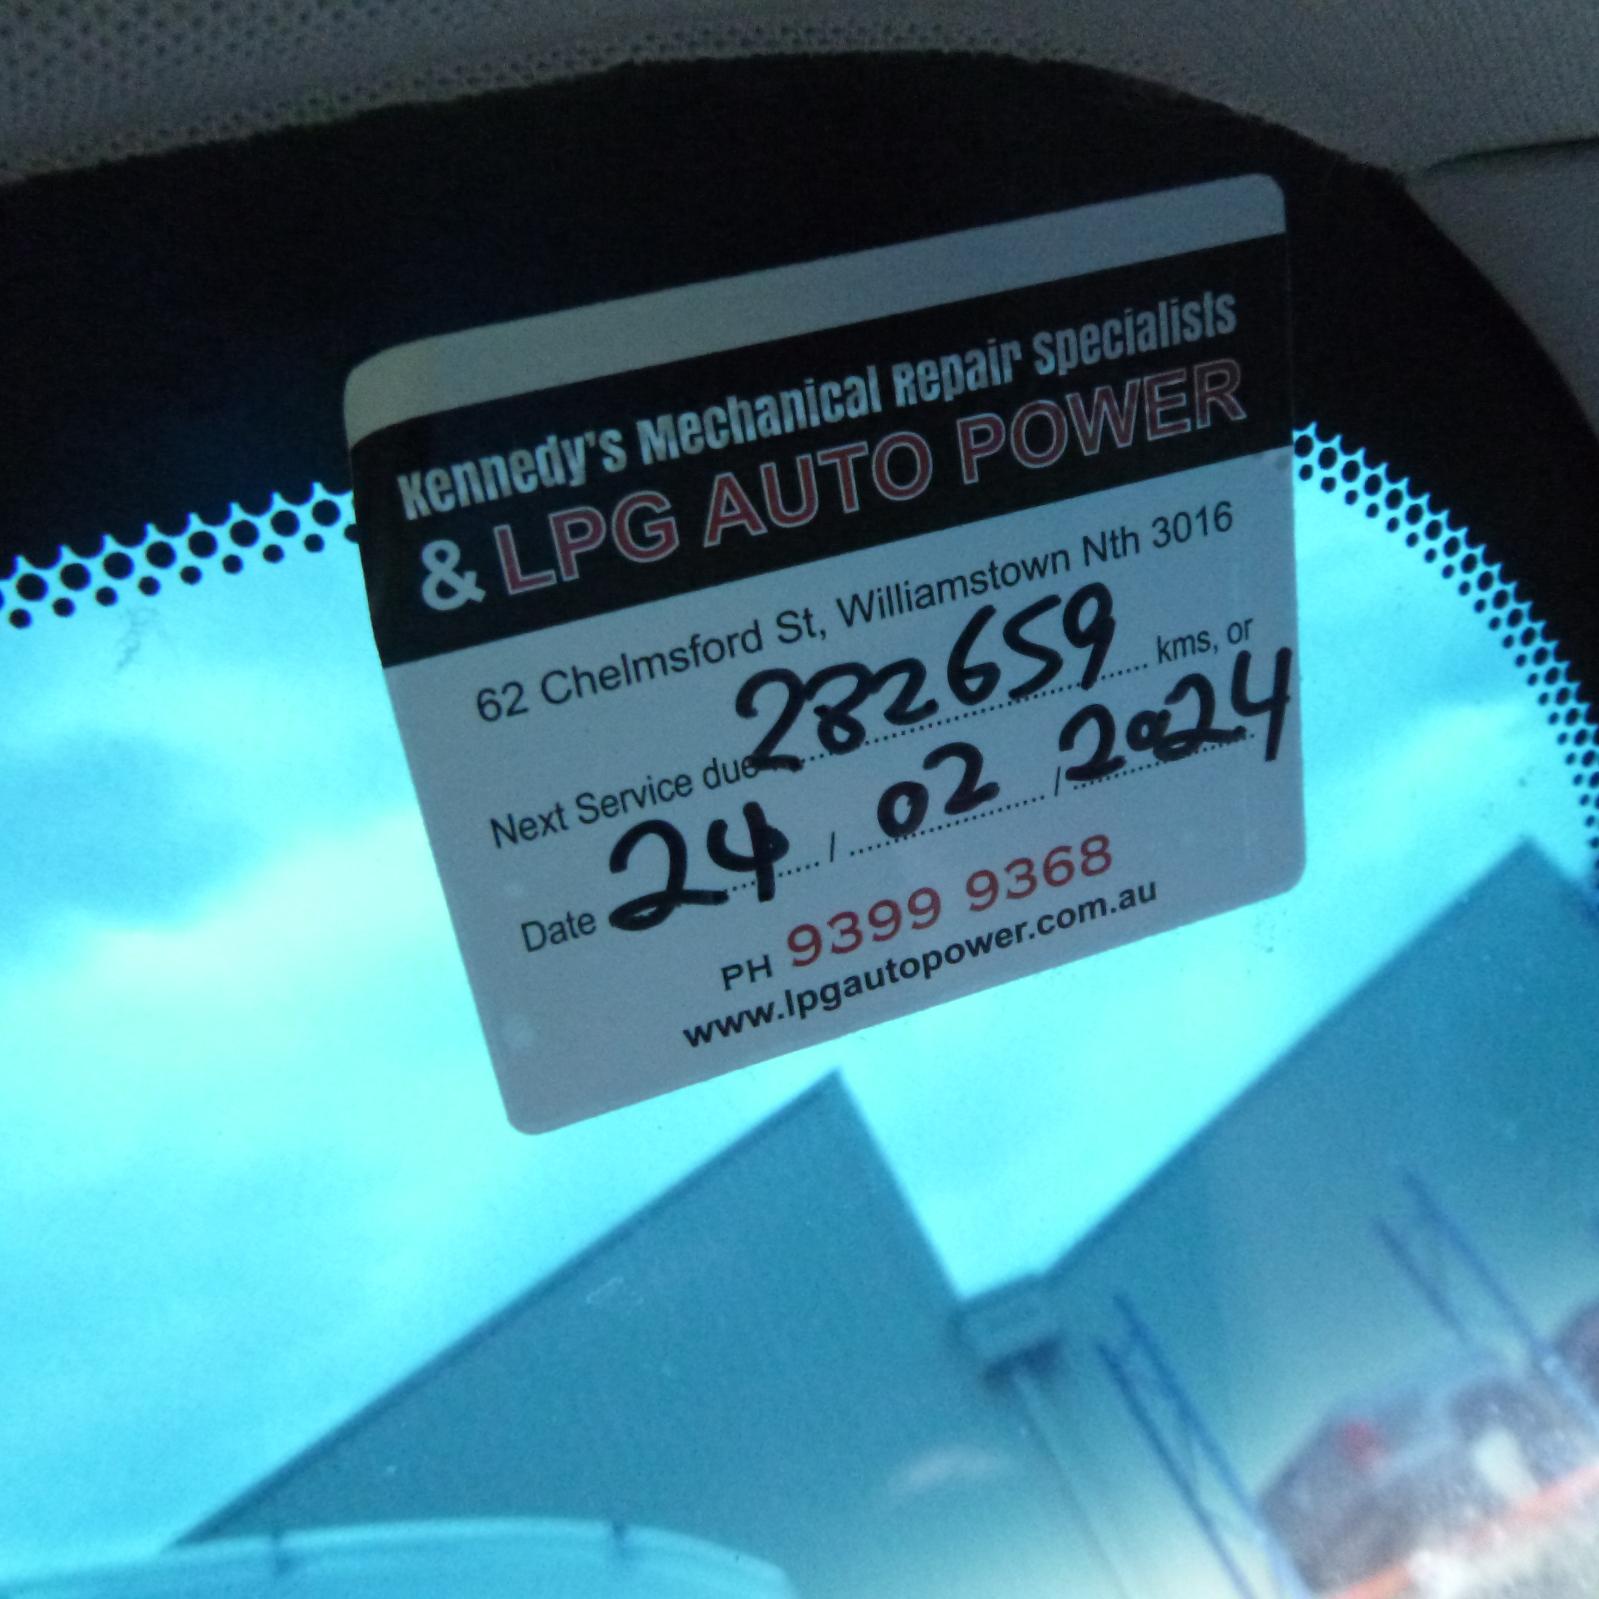 Kennedy's Mechanical Repair Specialists
& LPG AUTO POWER
62 Chelmsford St, Williamstown Nth 3016
Next Service due 282659 kms, or
Date 24 / 02 / 2024
PH 9399 9368
www.lpgautopower.com.au